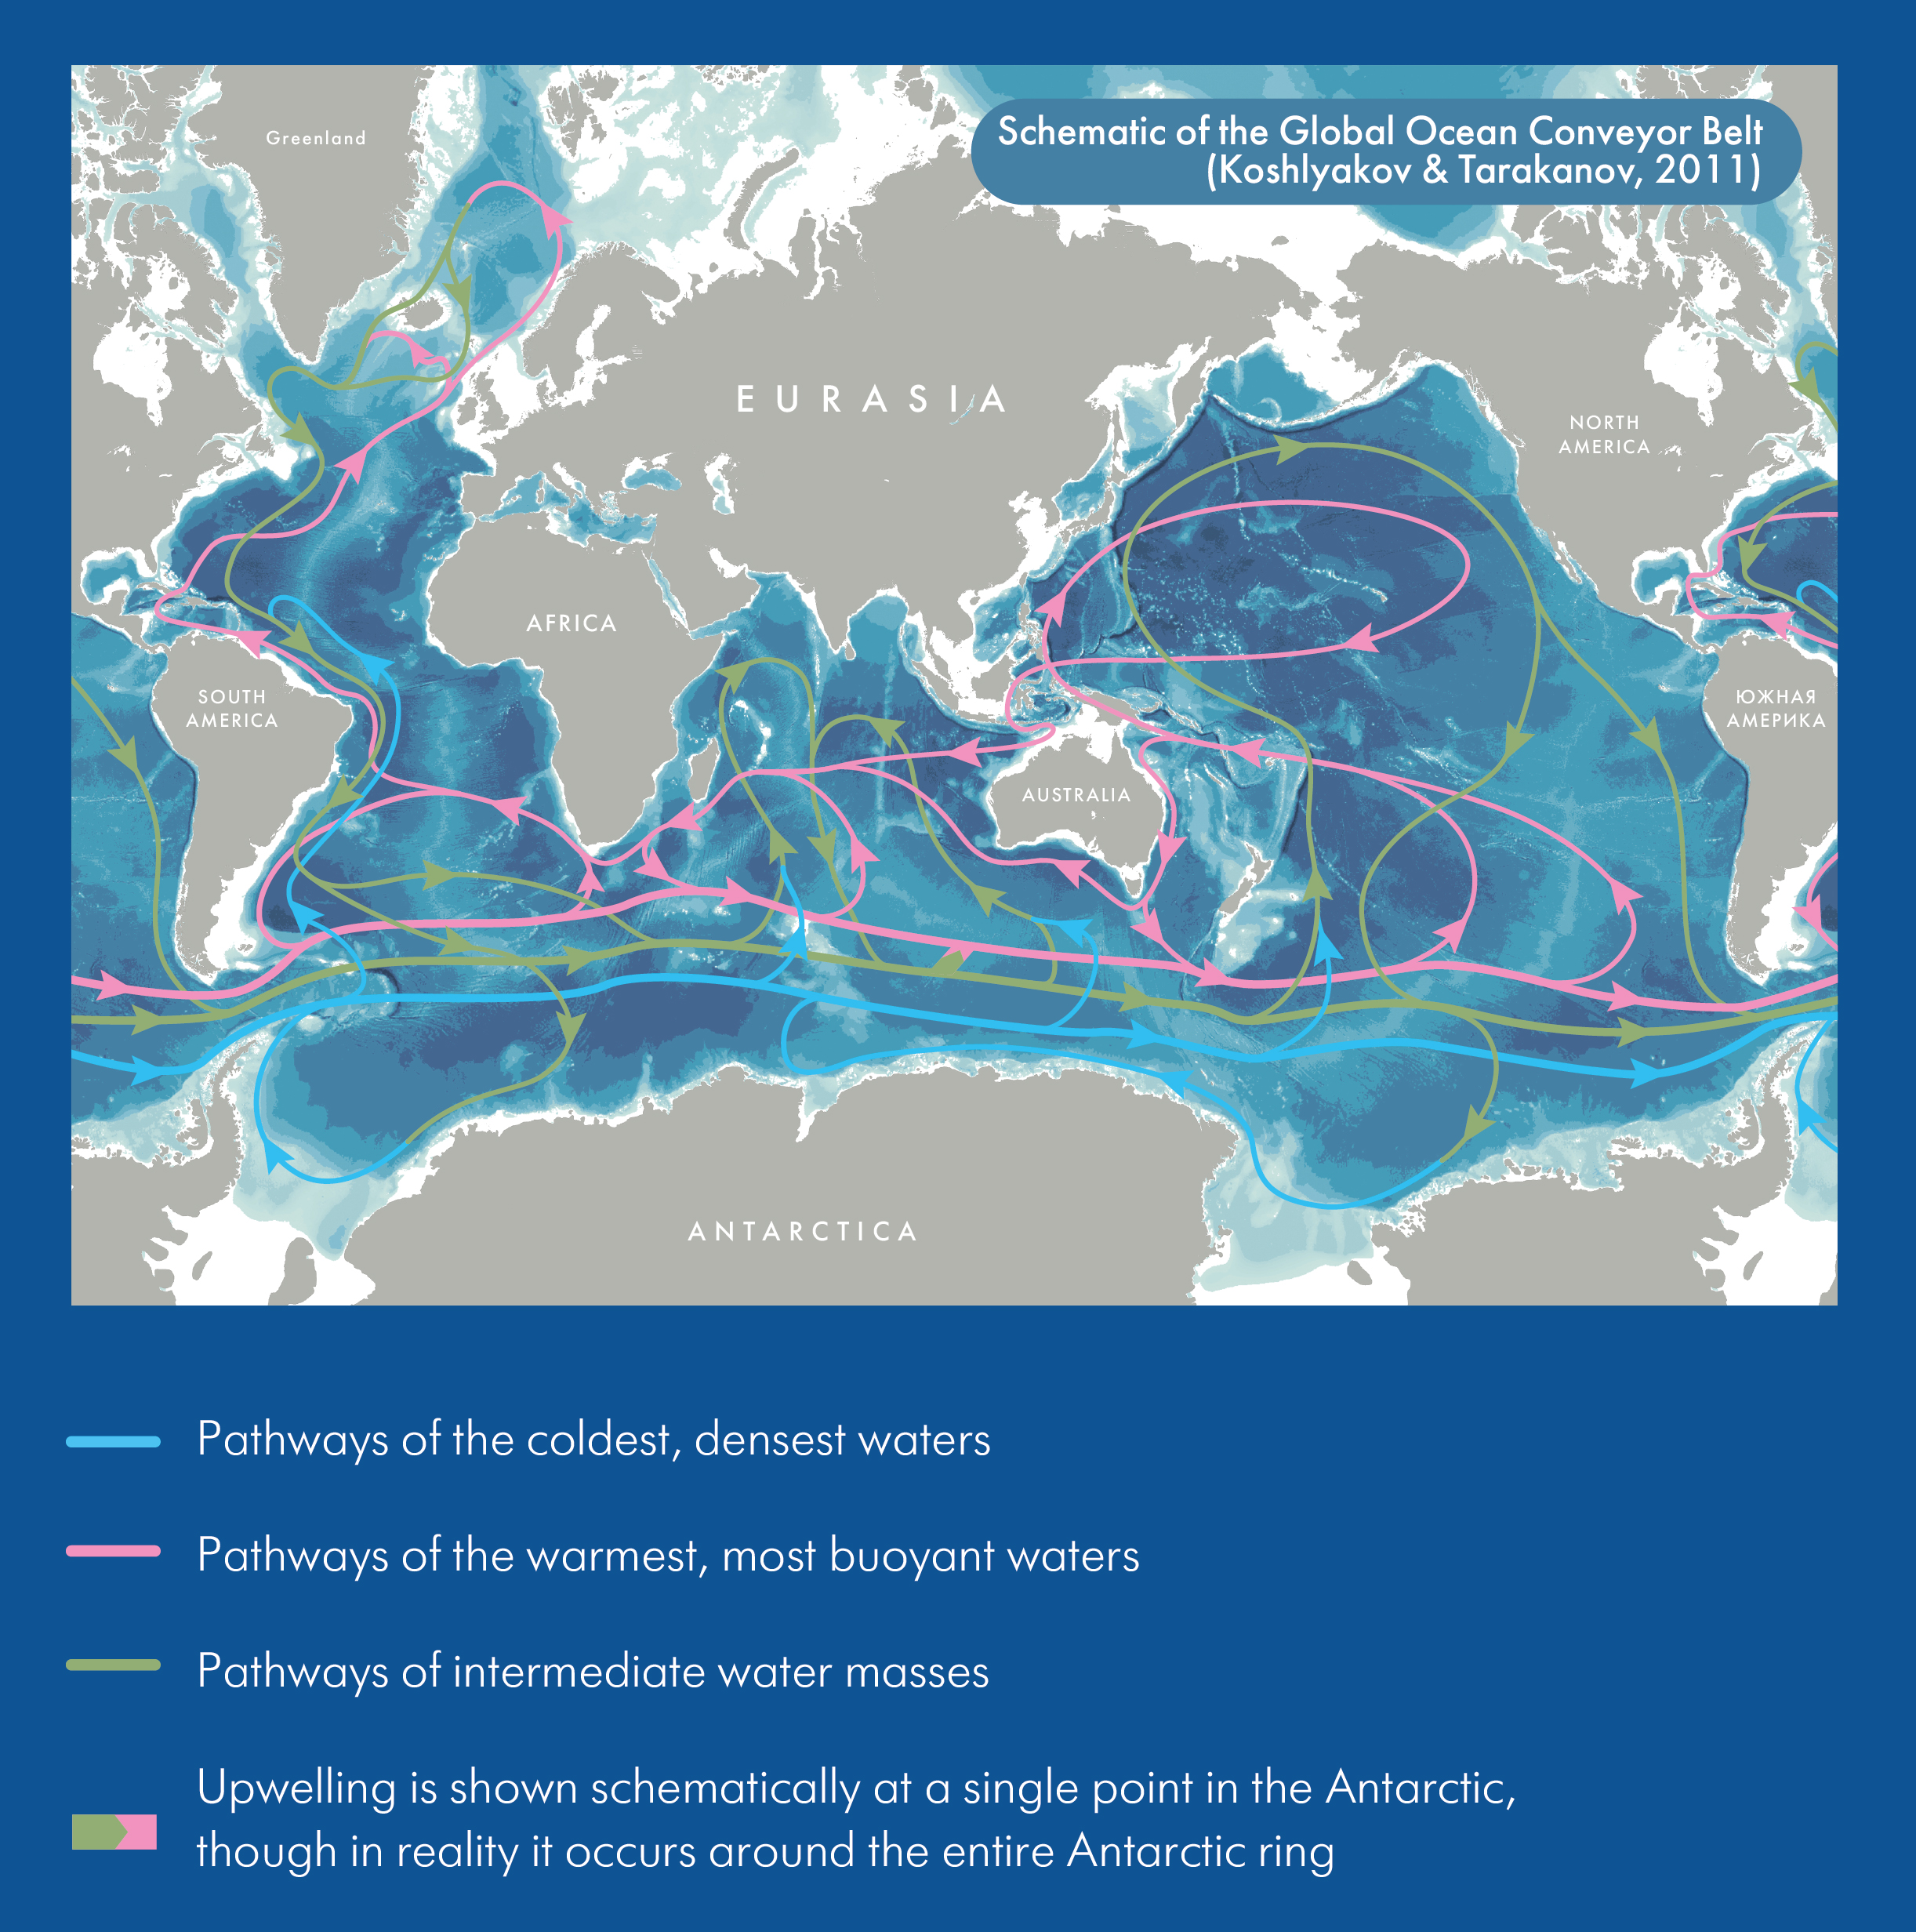 Schematic of the Global Ocean Conveyor Belt
(Koshlyakov & Tarakanov, 2011)
Greenland
EURASIA
NORTH
AMERICA
AFRICA
SOUTH
AMERICA
ЮЖНАЯ
АМЕРИКА
AUSTRALIA
ANTARCTICA
Pathways of the coldest, densest waters
Pathways of the warmest, most buoyant waters
Pathways of intermediate water masses
Upwelling is shown schematically at a single point in the Antarctic,
though in reality it occurs around the entire Antarctic ring